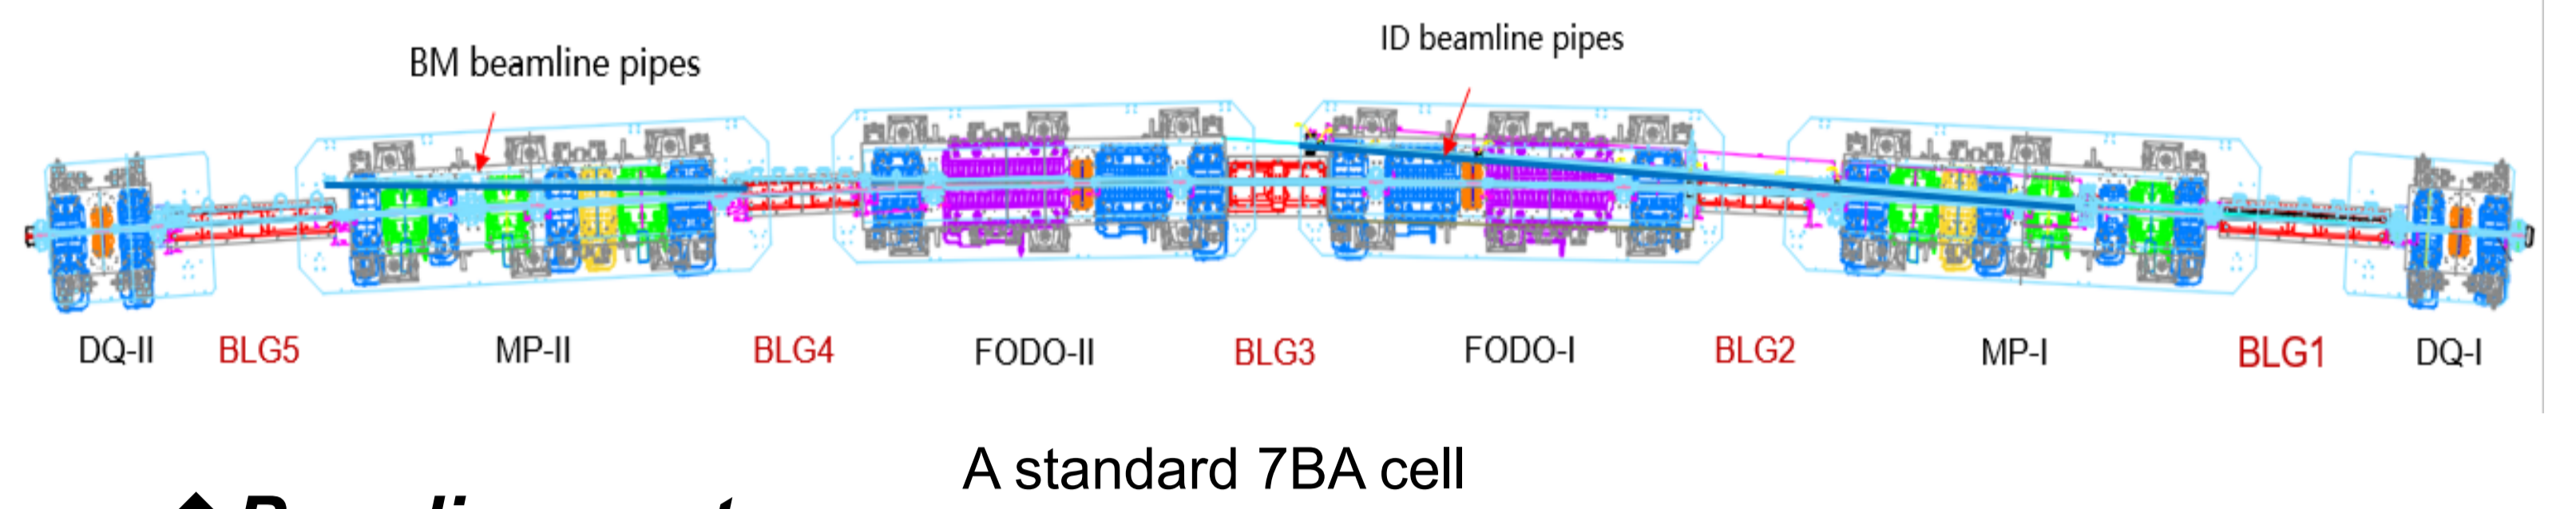 ID beamline pipes
BM beamline pipes
DQ-II BLG5 MP-II BLG4 FODO-II BLG3 FODO-I BLG2 MP-I BLG1 DQ-I
A standard 7BA cell